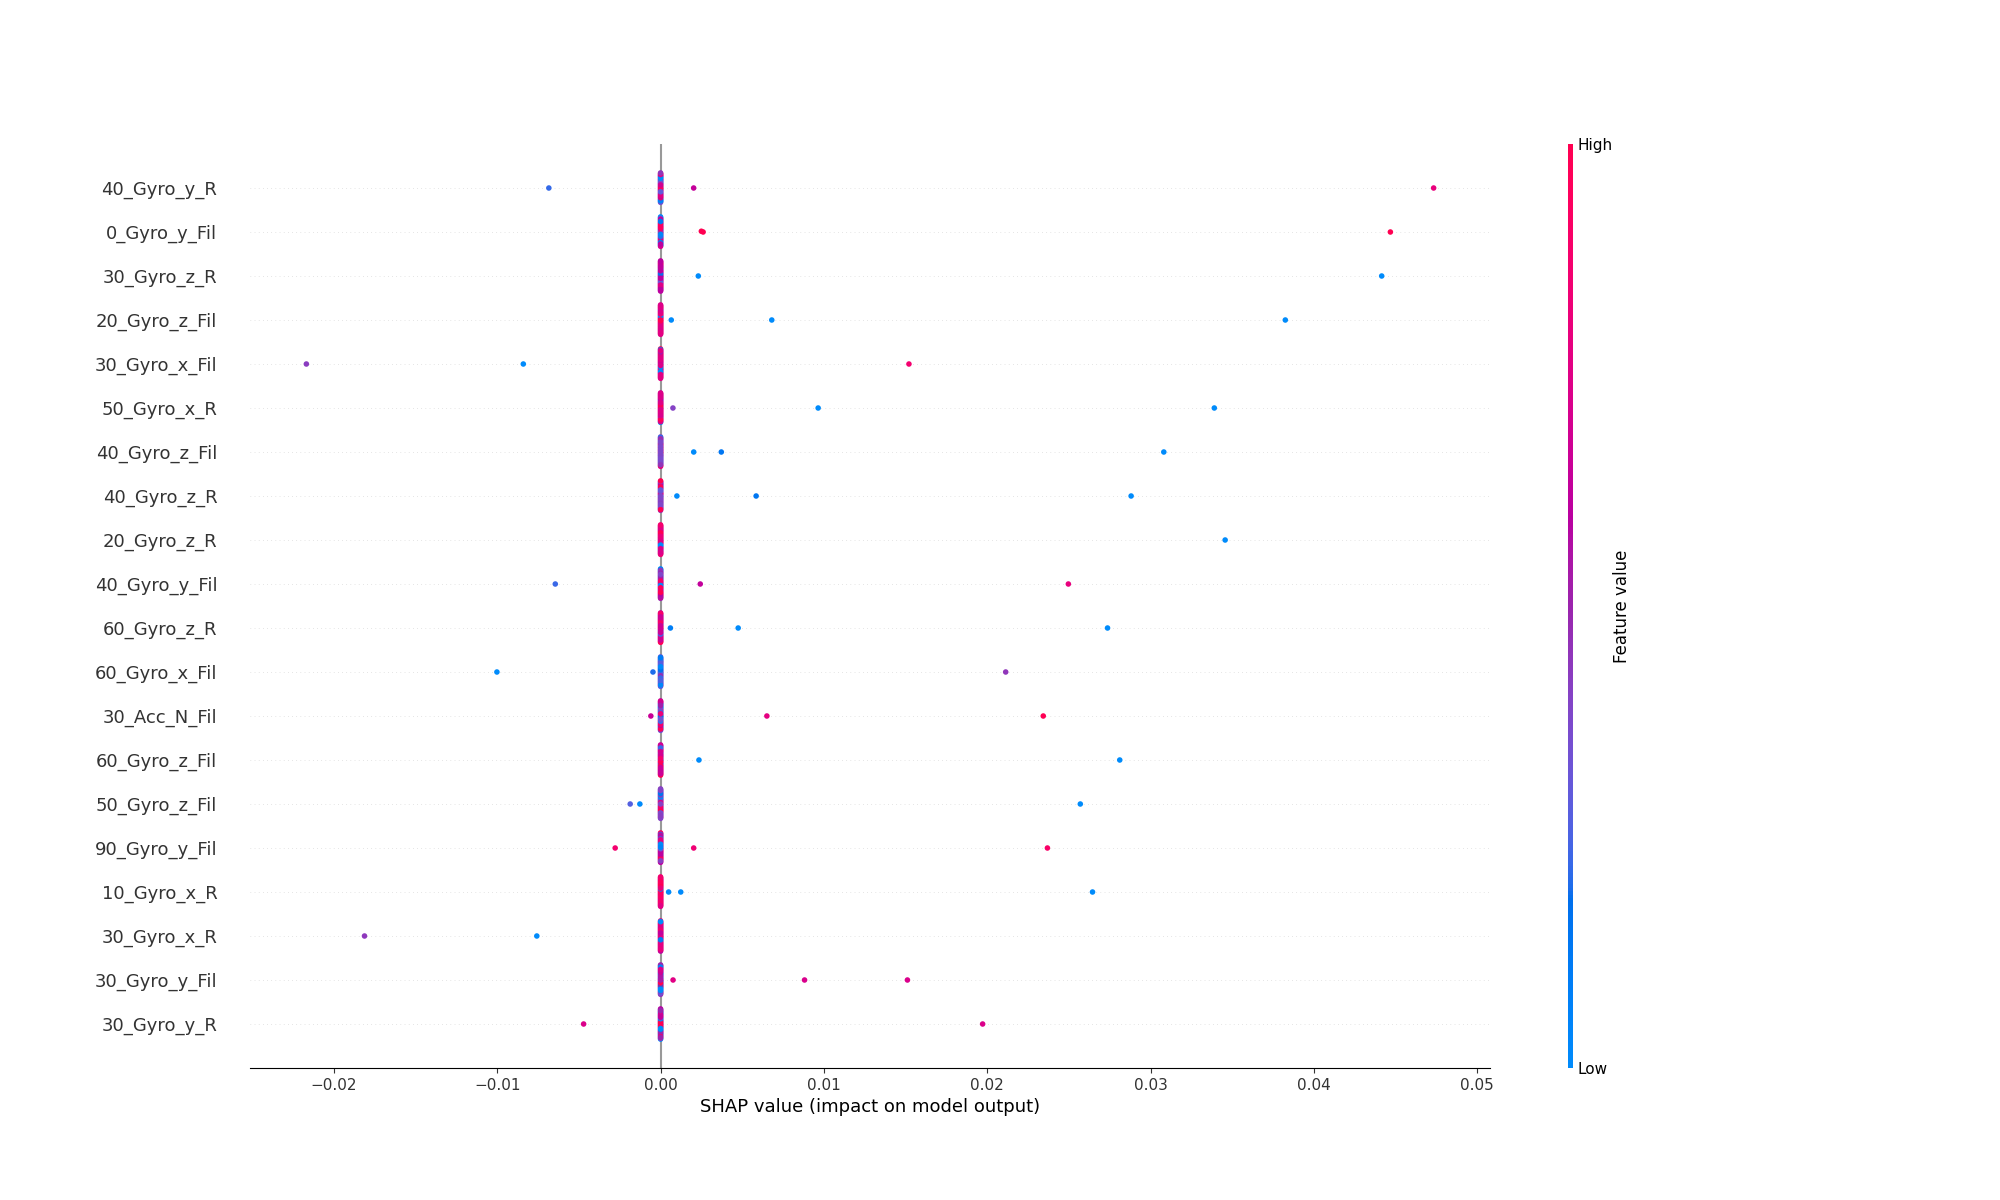 High
40_Gyro_y_R
0_Gyro_y_Fil
30_Gyro_z_R
20_Gyro_z_Fil
30_Gyro_x_Fil
50_Gyro_x_R
40_Gyro_z_Fil
40_Gyro_z_R
20_Gyro_z_R
40_Gyro_y_Fil
60_Gyro_z_R
60_Gyro_x_Fil
30_Acc_N_Fil
60_Gyro_z_Fil
50_Gyro_z_Fil
90_Gyro_y_Fil
10_Gyro_x_R
30_Gyro_x_R
30_Gyro_y_Fil
30_Gyro_y_R
Feature value
Low
−0.02 −0.01 0.00 0.01 0.02 0.03 0.04 0.05
SHAP value (impact on model output)